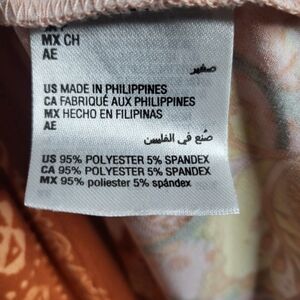 MX CH
AE
صغير
US MADE IN PHILIPPINES
CA FABRIQUÉ AUX PHILIPPINES
MX HECHO EN FILIPINAS
AE
صُنع في الفلبين
US 95% POLYESTER 5% SPANDEX
CA 95% POLYESTER 5% SPANDEX
MX 95% poliester 5% spándex